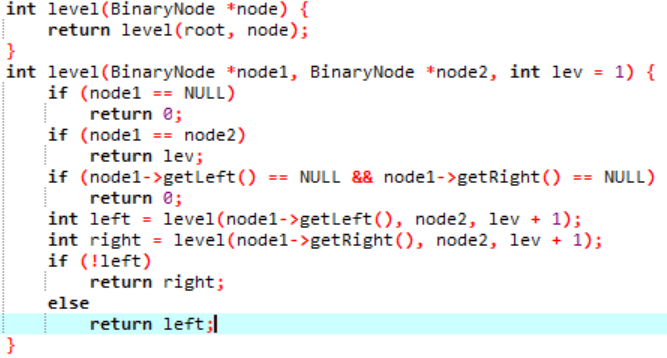 int level(BinaryNode *node) {
    return level(root, node);
}
int level(BinaryNode *node1, BinaryNode *node2, int lev = 1) {
    if (node1 == NULL)
        return 0;
    if (node1 == node2)
        return lev;
    if (node1->getLeft() == NULL && node1->getRight() == NULL)
        return 0;
    int left = level(node1->getLeft(), node2, lev + 1);
    int right = level(node1->getRight(), node2, lev + 1);
    if (!left)
        return right;
    else
        return left;
}